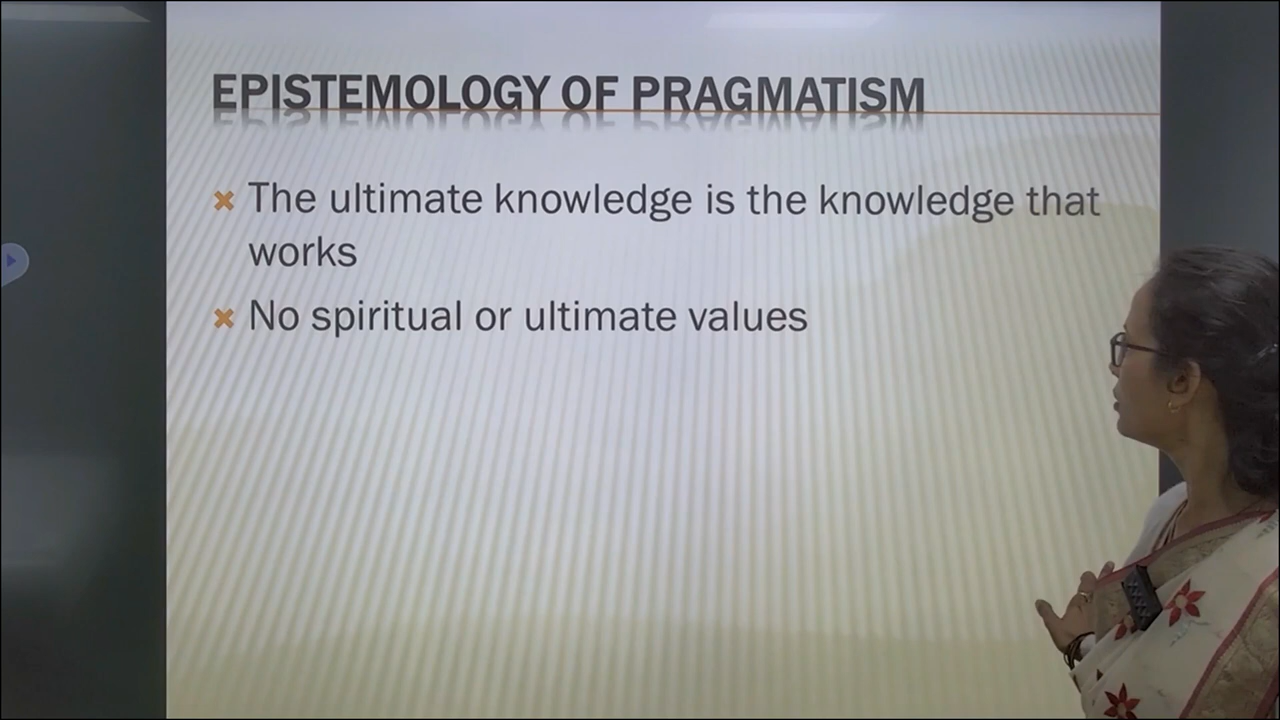 EPISTEMOLOGY OF PRAGMATISM
The ultimate knowledge is the knowledge that
works
No spiritual or ultimate values